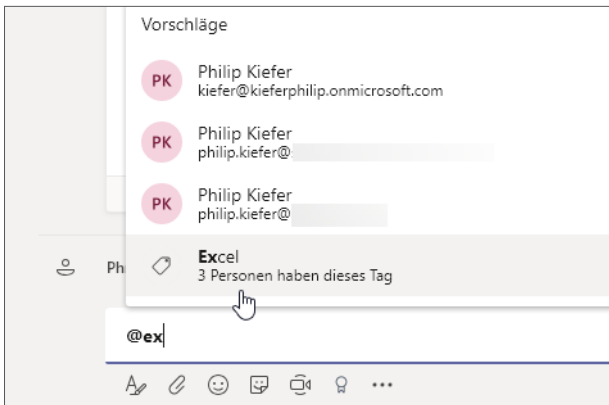 Vorschläge
PK
Philip Kiefer
kiefer@kieferphilip.onmicrosoft.com
PK
Philip Kiefer
philip.kiefer@
PK
Philip Kiefer
philip.kiefer@
Excel
3 Personen haben dieses Tag
@ex